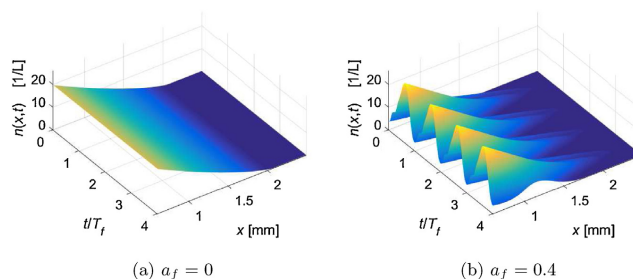 n(x,t) [1/L]
20
10
0
0
1
2
3
4
t/T_f
1
1.5
2
x [mm]
(a) a_f = 0
n(x,t) [1/L]
20
10
0
0
1
2
3
4
t/T_f
1
1.5
2
x [mm]
(b) a_f = 0.4